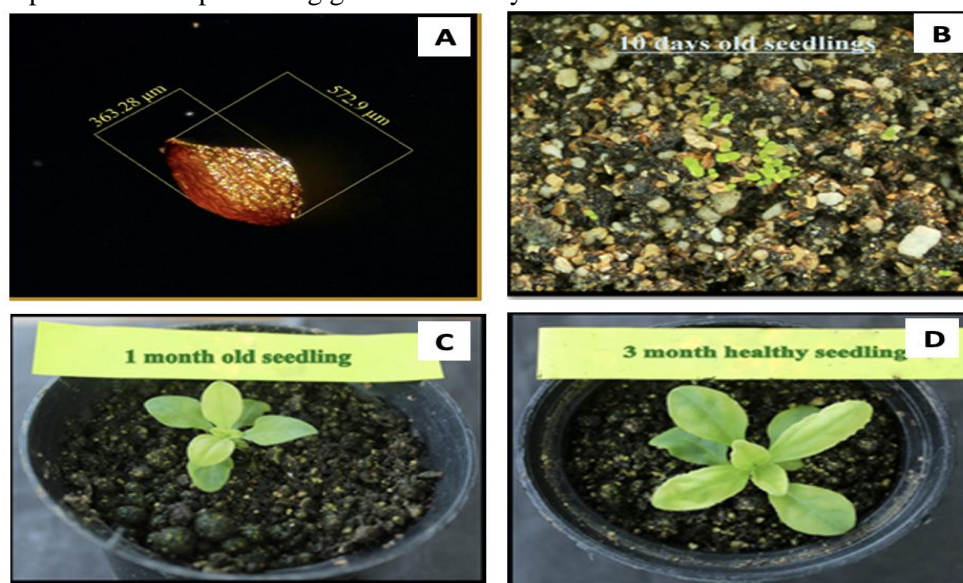 A
363.28 µm
572.9 µm
B
10 days old seedlings
C
1 month old seedling
D
3 month healthy seedling